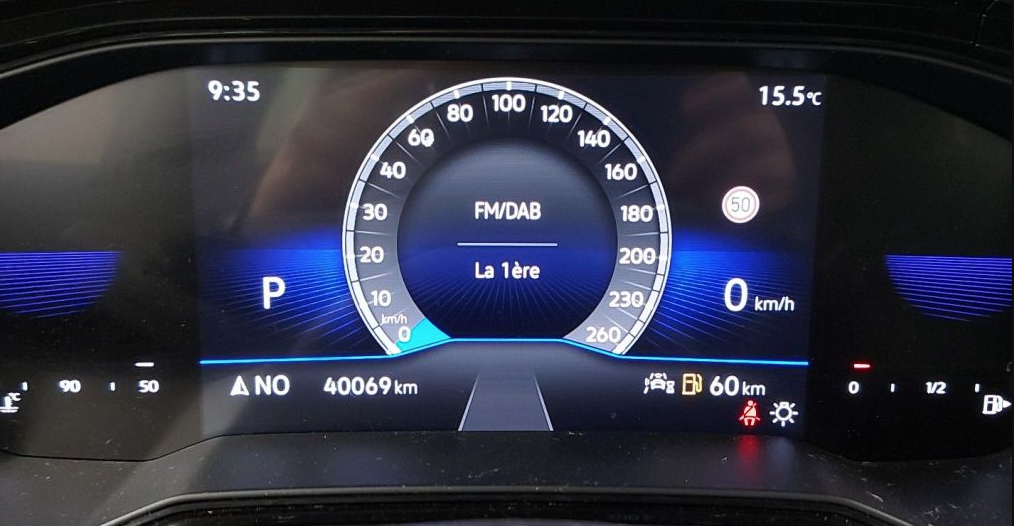 9:35
15.5°C
100
80 120
60 140
40 160
50
FM/DAB
30 180
20 200
La 1ère
P
0 km/h
10 230
km/h
0 260
90 50
NO 40069 km
60 km
0 1/2